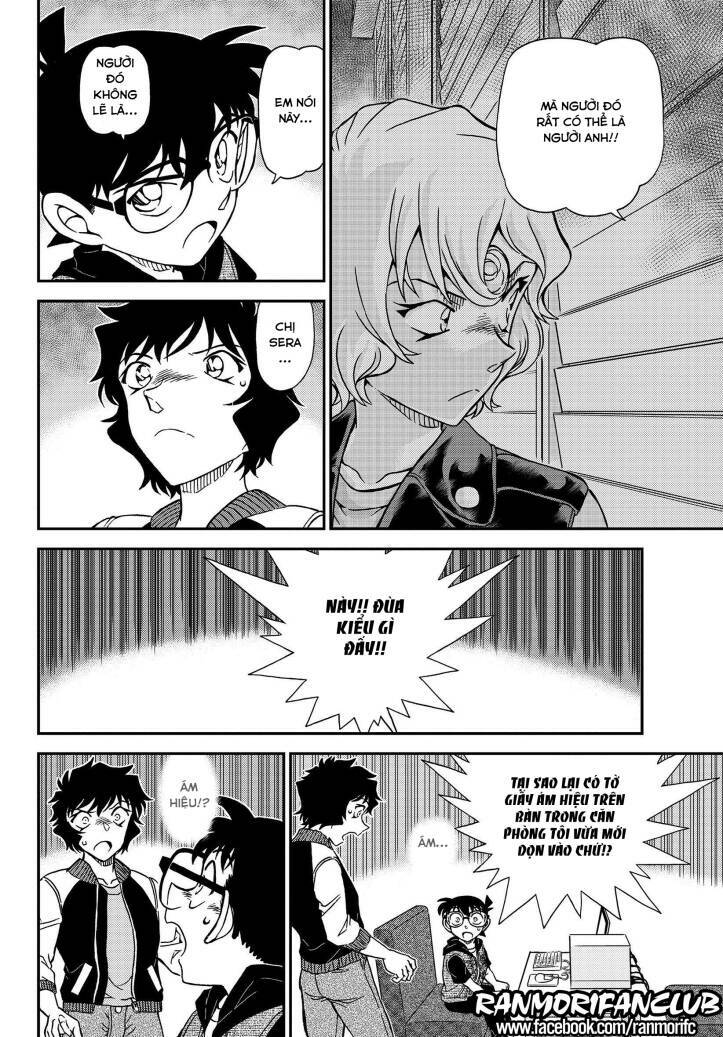 MÀ NGƯỜI ĐÓ
RẤT CÓ THỂ LÀ
NGƯỜI ANH!!
EM NÓI
NÀY...
NGƯỜI
ĐÓ
KHÔNG
LẼ LÀ...
CHỊ
SERA
...
NÀY!! ĐÙA
KIỂU GÌ
ĐẤY!!
TẠI SAO LẠI CÓ TỜ
GIẤY ÁM HIỆU TRÊN
BÀN TRONG CĂN
PHÒNG TÔI VỪA MỚI
DỌN VÀO CHỨ!?
ÁM...
ÁM
HIỆU!?
RANMORIFANCLUB
www.facebook.com/ranmorifc